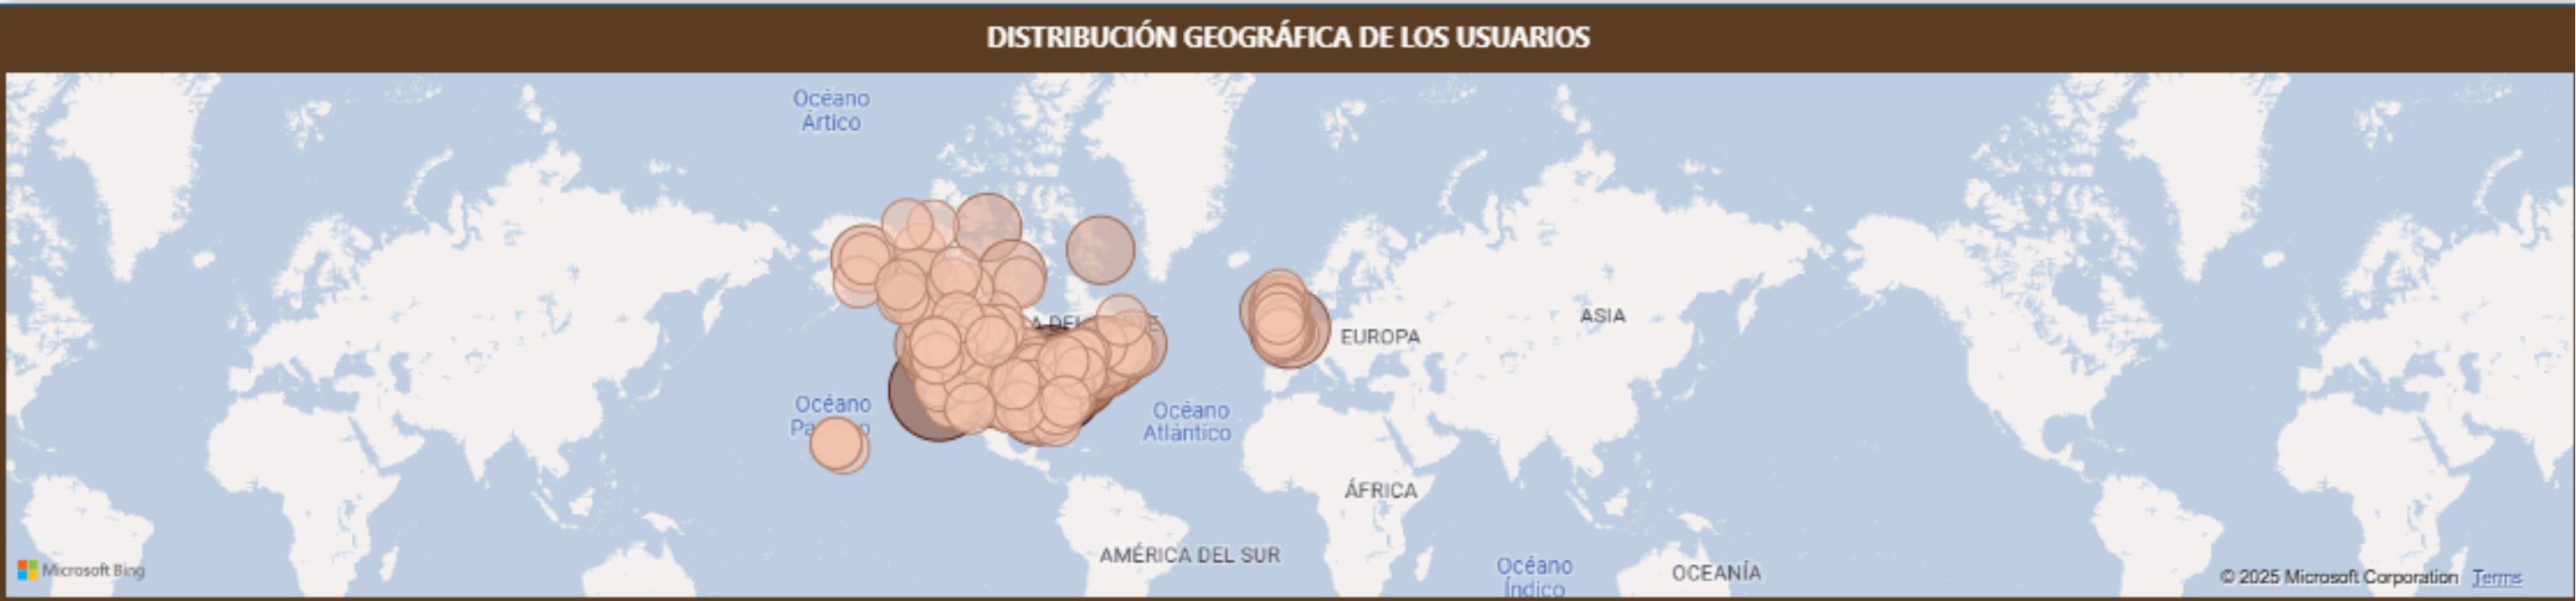 DISTRIBUCIÓN GEOGRÁFICA DE LOS USUARIOS
Océano
Ártico
ASIA
EUROPA
Océano
Océano
Atlántico
ÁFRICA
AMÉRICA DEL SUR
Océano
Índico
OCEANÍA
Microsoft Bing
© 2025 Microsoft Corporation Terms